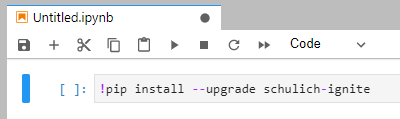 Untitled.ipynb
Code
[ ]: !pip install --upgrade schulich-ignite